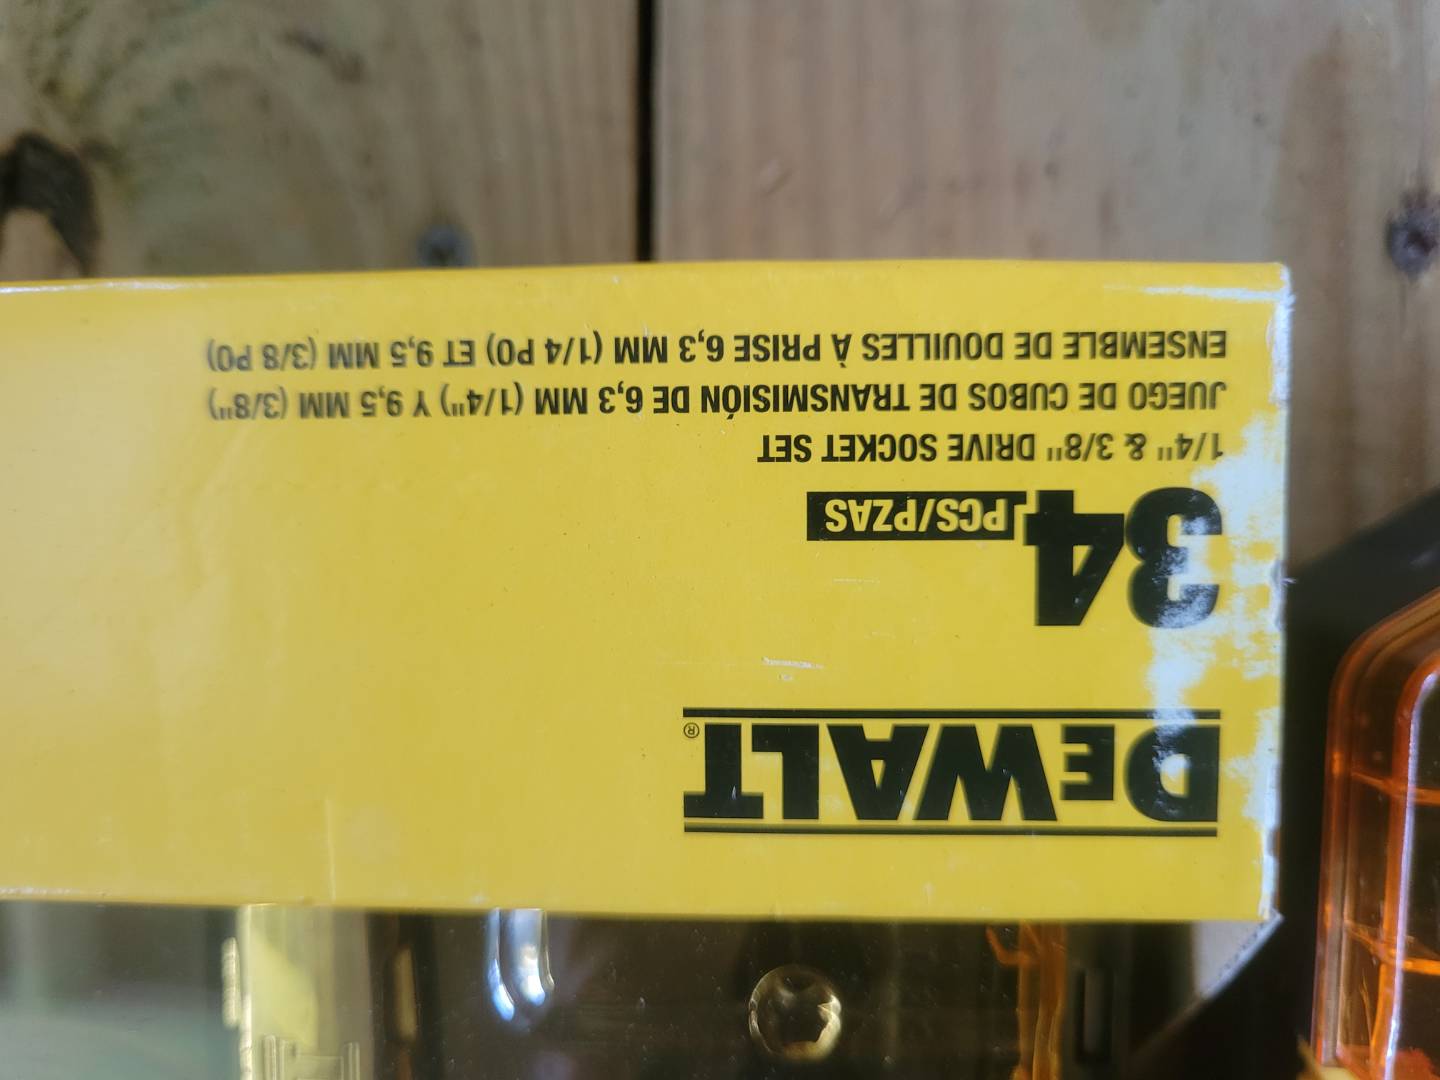 DEWALT®
34 PCS/PZAS
1/4" & 3/8" DRIVE SOCKET SET
JUEGO DE CUBOS DE TRANSMISIÓN DE 6,3 MM (1/4") Y 9,5 MM (3/8")
ENSEMBLE DE DOUILLES À PRISE 6,3 MM (1/4 PO) ET 9,5 MM (3/8 PO)